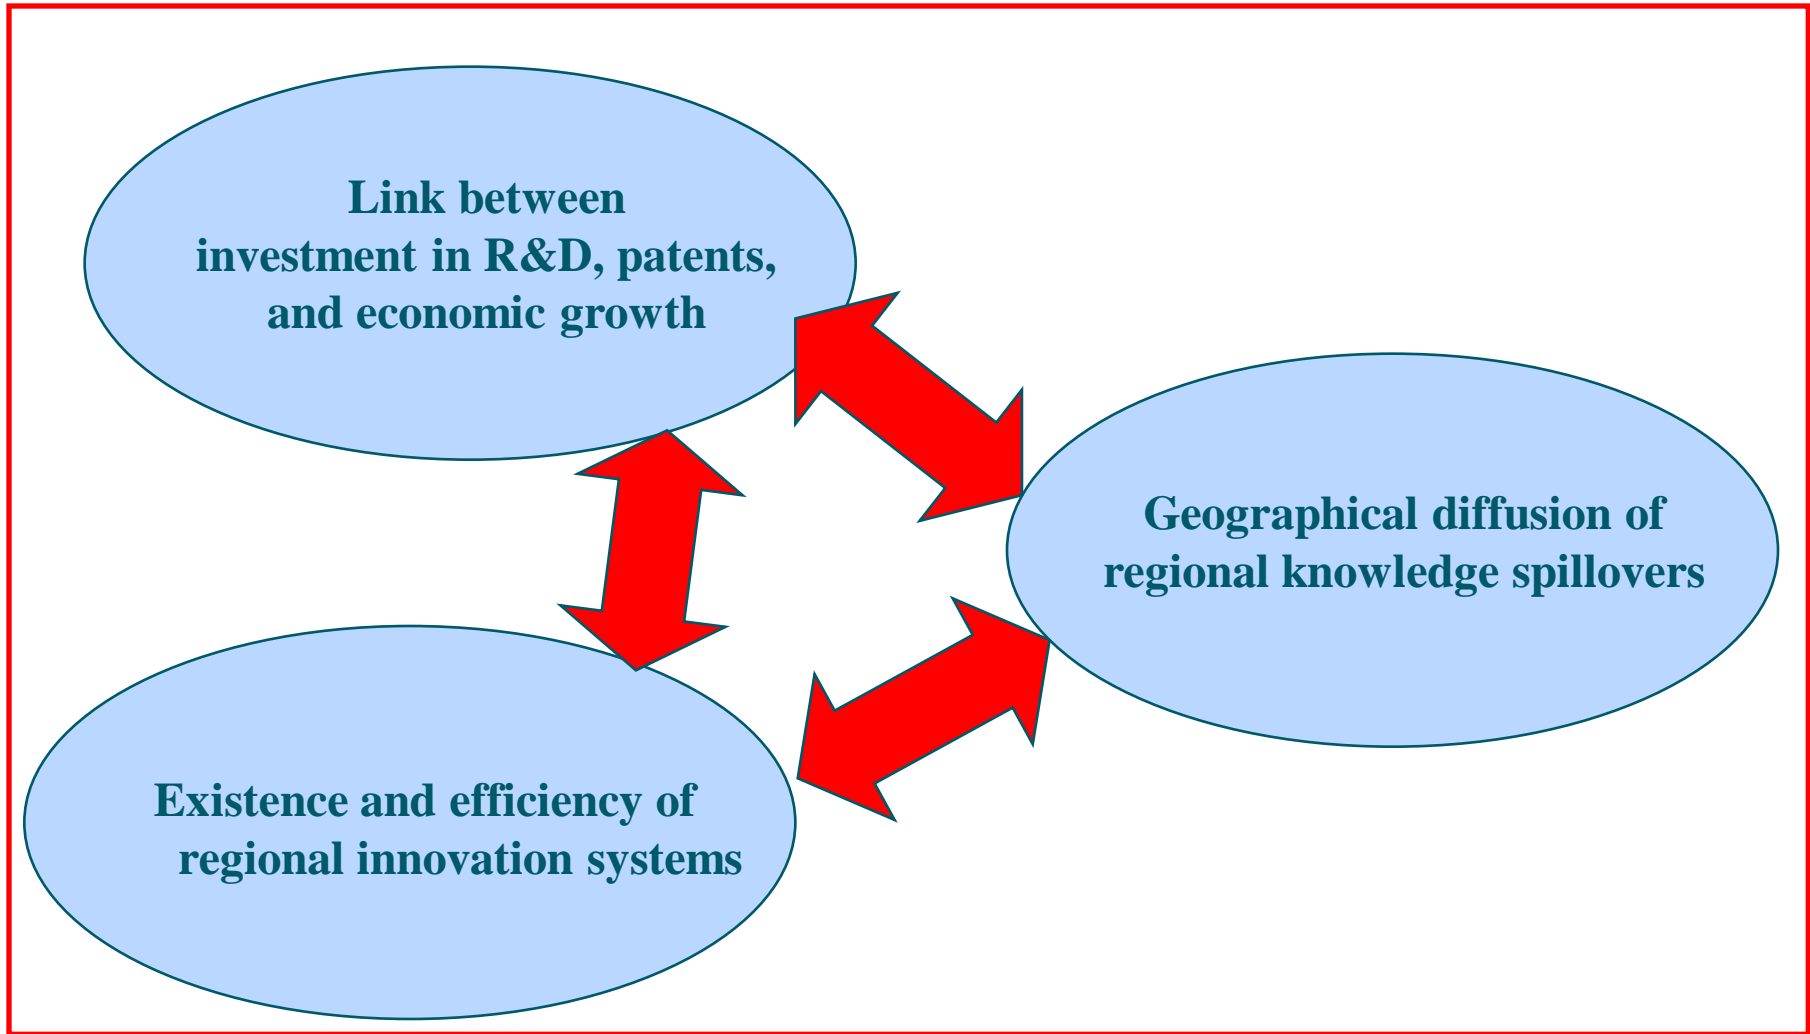 Link between
investment in R&D, patents,
and economic growth
Geographical diffusion of
regional knowledge spillovers
Existence and efficiency of
regional innovation systems